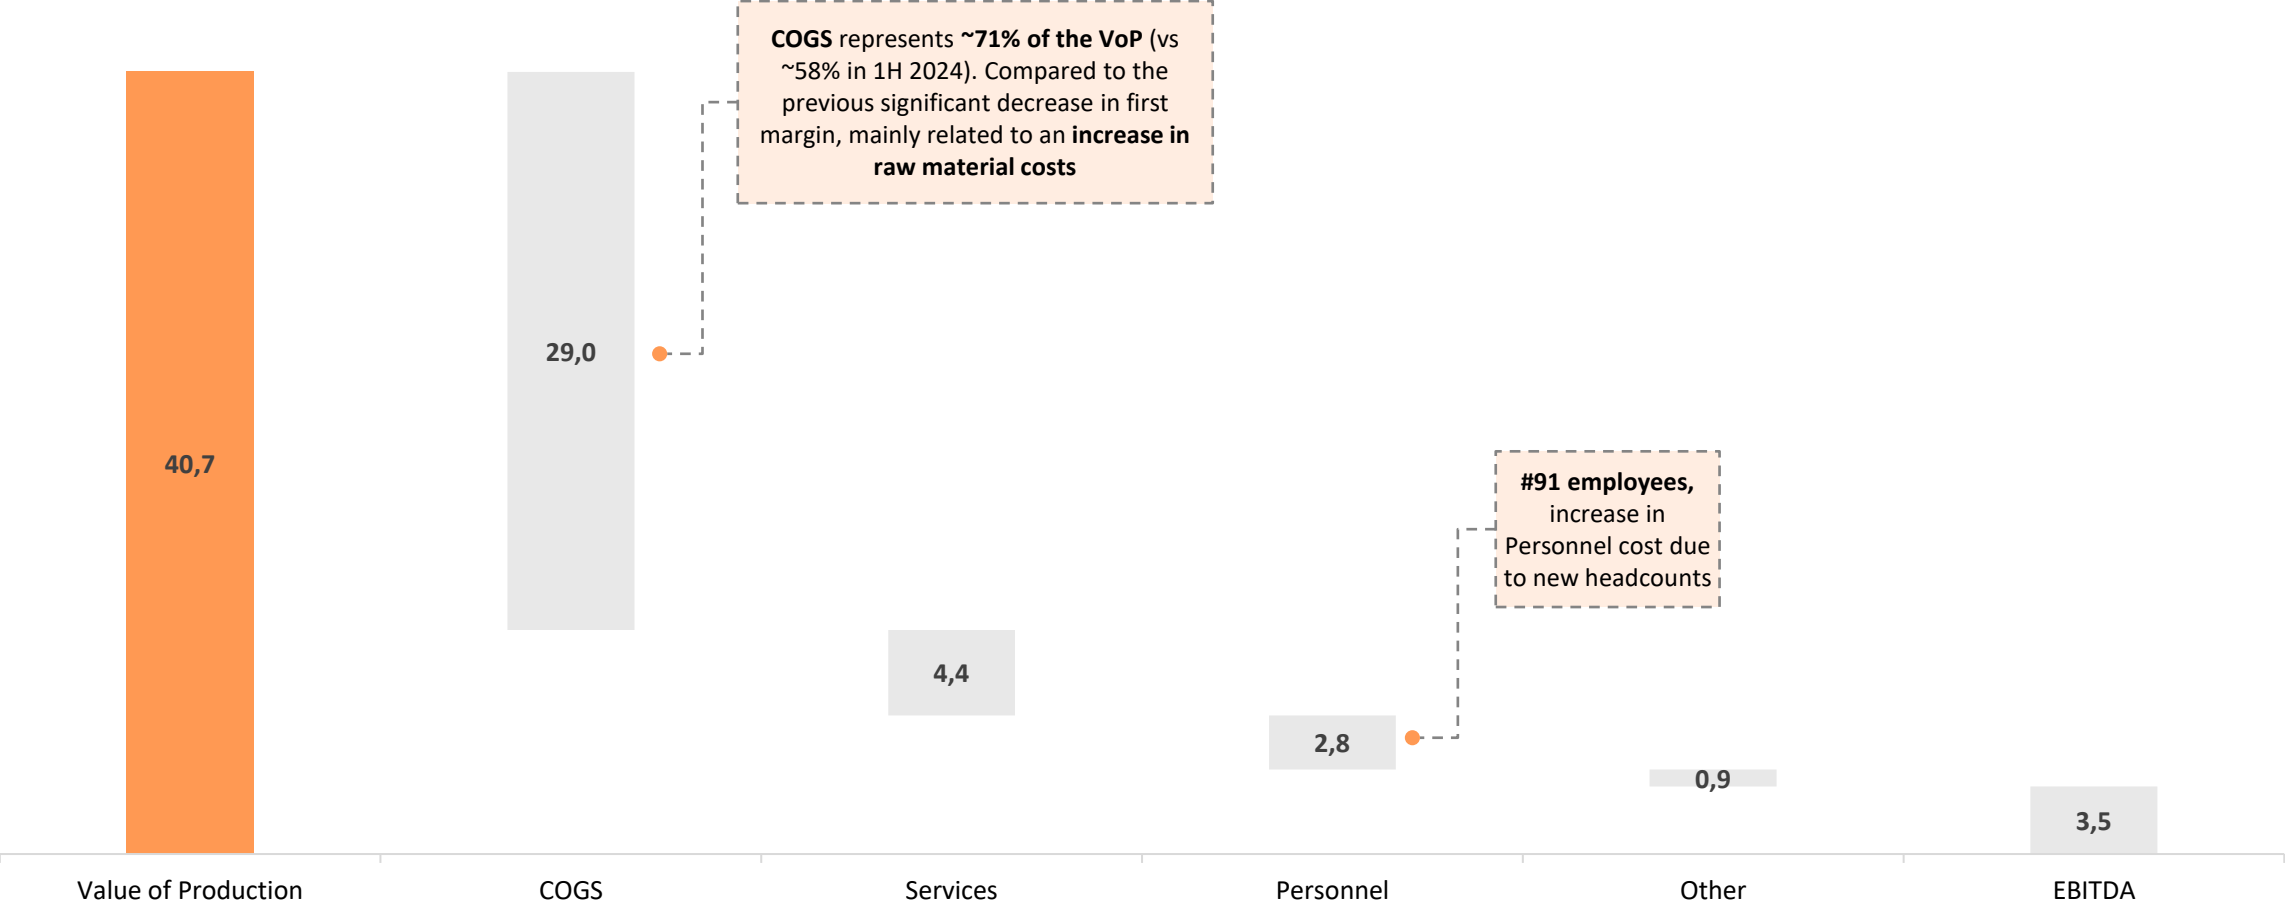 COGS represents ~71% of the VoP (vs
~58% in 1H 2024). Compared to the
previous significant decrease in first
margin, mainly related to an increase in
raw material costs
29,0
40,7
#91 employees,
increase in
Personnel cost due
to new headcounts
4,4
2,8
0,9
3,5
Value of Production
COGS
Services
Personnel
Other
EBITDA